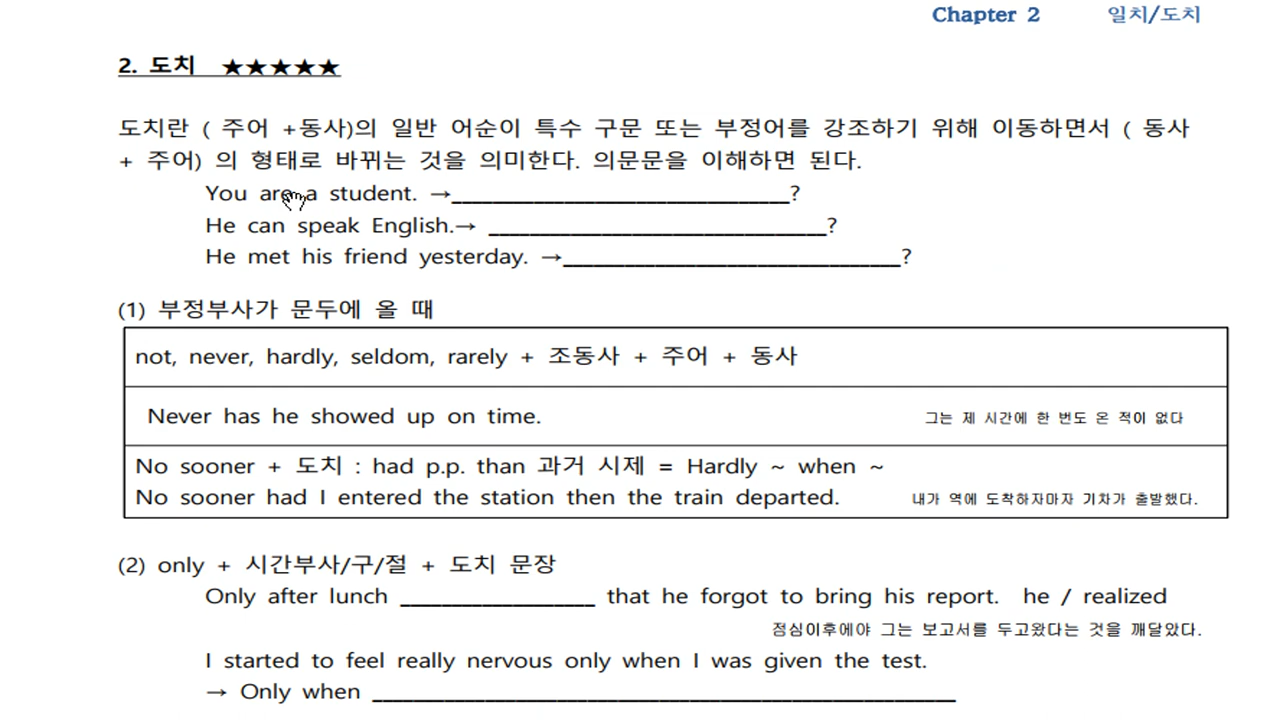 Chapter 2 일치/도치
2. 도치 ★★★★★
도치란 ( 주어 +동사)의 일반 어순이 특수 구문 또는 부정어를 강조하기 위해 이동하면서 ( 동사
+ 주어) 의 형태로 바뀌는 것을 의미한다. 의문문을 이해하면 된다.
You are a student. →______________________________?
He can speak English.→ ______________________________?
He met his friend yesterday. →______________________________?
(1) 부정부사가 문두에 올 때
not, never, hardly, seldom, rarely + 조동사 + 주어 + 동사
Never has he showed up on time. 그는 제 시간에 한 번도 온 적이 없다
No sooner + 도치 : had p.p. than 과거 시제 = Hardly ~ when ~
No sooner had I entered the station then the train departed. 내가 역에 도착하자마자 기차가 출발했다.
(2) only + 시간부사/구/절 + 도치 문장
Only after lunch _________________ that he forgot to bring his report. he / realized
점심이후에야 그는 보고서를 두고왔다는 것을 깨달았다.
I started to feel really nervous only when I was given the test.
→ Only when ____________________________________________________